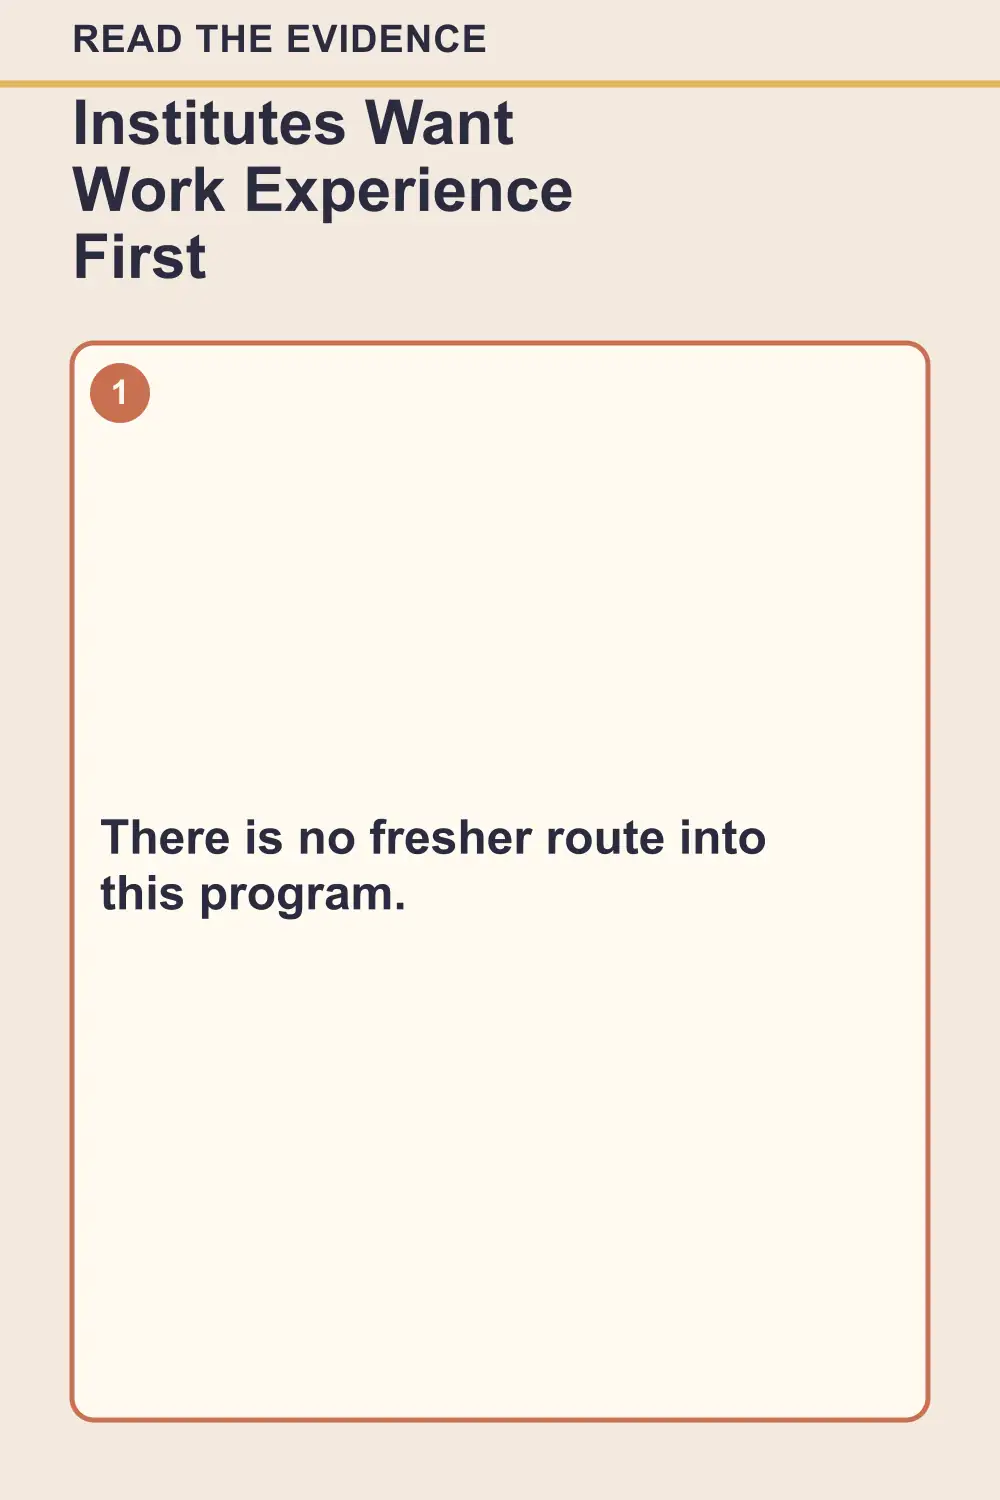 READ THE EVIDENCE
Institutes Want
Work Experience
First
1
There is no fresher route into
this program.